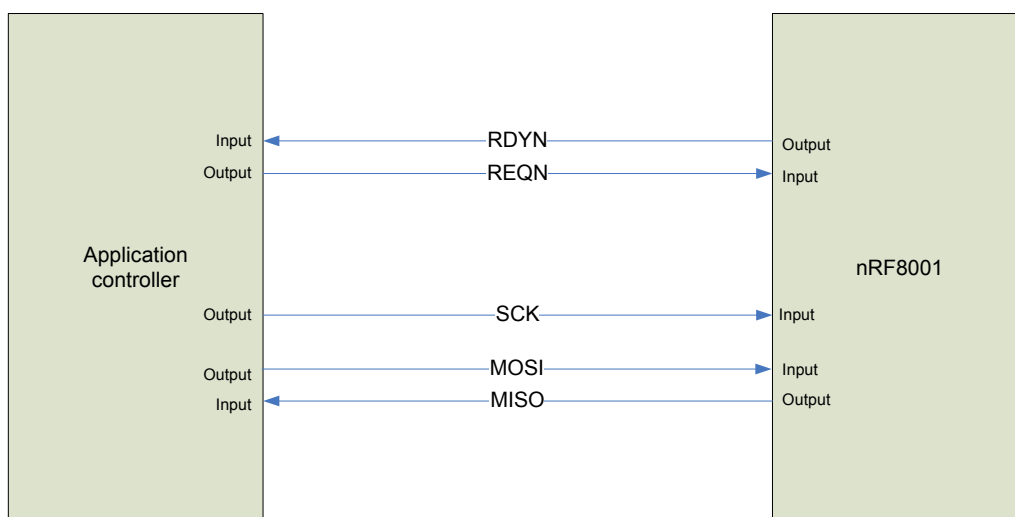 Input
RDYN
Output
Output
REQN
Input
Application
controller
nRF8001
Output
SCK
Input
Output
MOSI
Input
Input
MISO
Output